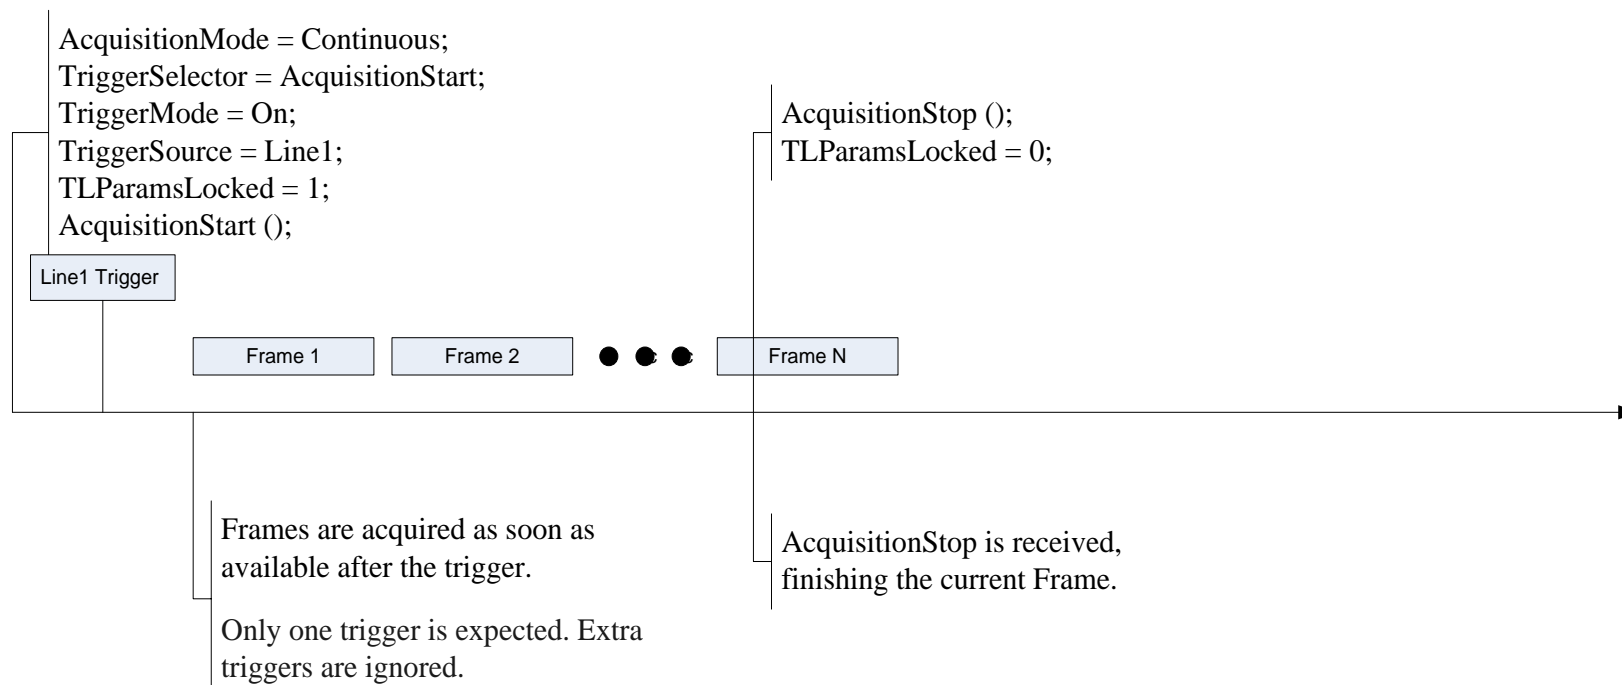 AcquisitionMode = Continuous;
TriggerSelector = AcquisitionStart;
TriggerMode = On;
TriggerSource = Line1;
TLParamsLocked = 1;
AcquisitionStart ();
AcquisitionStop ();
TLParamsLocked = 0;
Line1 Trigger
Frame 1
Frame 2
Frame N
Frames are acquired as soon as
available after the trigger.
Only one trigger is expected. Extra
triggers are ignored.
AcquisitionStop is received,
finishing the current Frame.